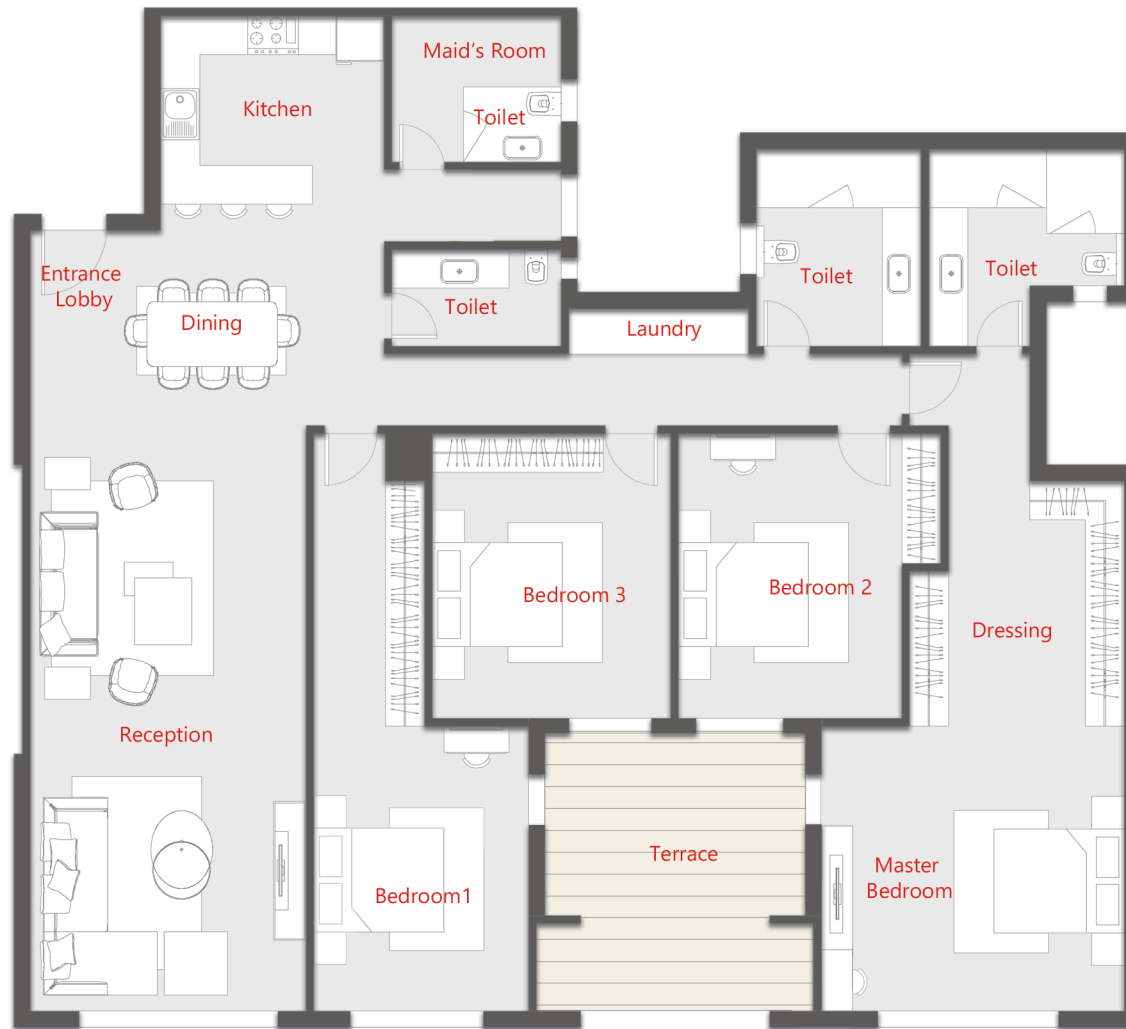 Maid's Room
Kitchen
Toilet
Entrance
Lobby
Dining
Toilet
Laundry
Toilet
Toilet
Bedroom 3
Bedroom 2
Dressing
Reception
Terrace
Bedroom1
Master
Bedroom